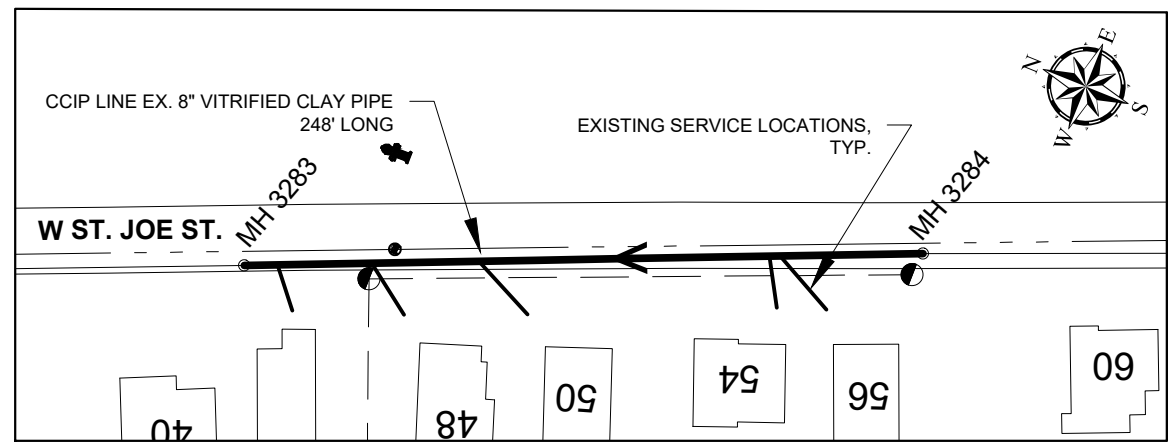 CCIP LINE EX. 8" VITRIFIED CLAY PIPE
248' LONG
EXISTING SERVICE LOCATIONS,
TYP.
N
E
S
W
W ST. JOE ST.
MH 3283
MH 3284
40
48
50
54
56
60